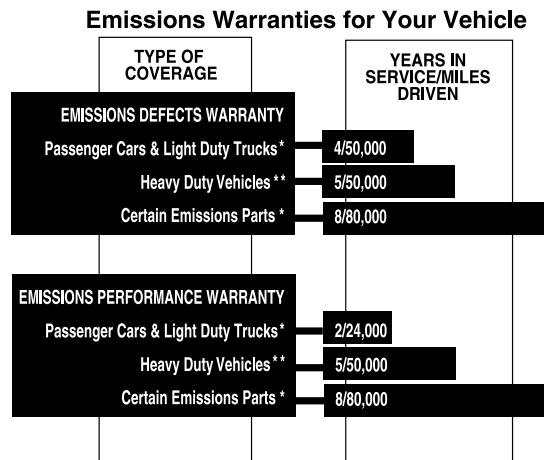 Emissions Warranties for Your Vehicle
TYPE OF
COVERAGE
YEARS IN
SERVICE/MILES
DRIVEN
EMISSIONS DEFECTS WARRANTY
Passenger Cars & Light Duty Trucks* 4/50,000
Heavy Duty Vehicles** 5/50,000
Certain Emissions Parts * 8/80,000
EMISSIONS PERFORMANCE WARRANTY
Passenger Cars & Light Duty Trucks* 2/24,000
Heavy Duty Vehicles** 5/50,000
Certain Emissions Parts * 8/80,000